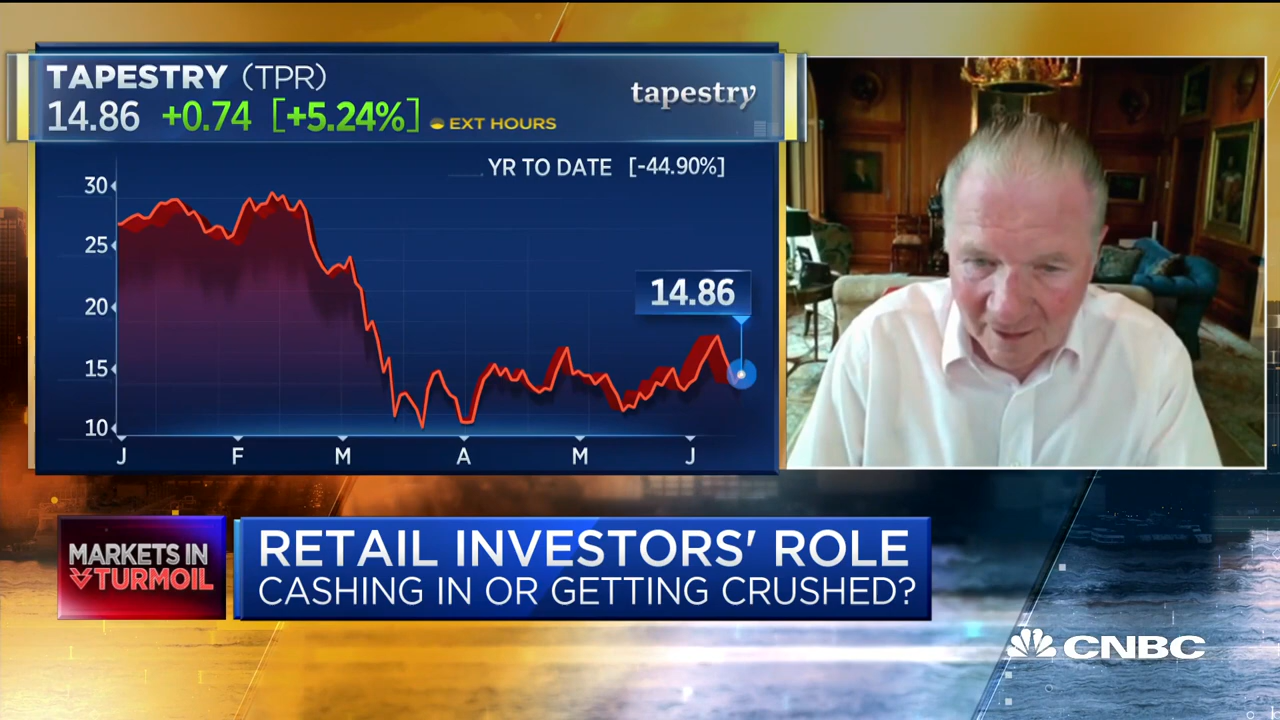 TAPESTRY (TPR)
14.86 +0.74 [+5.24%] EXT HOURS
tapestry
YR TO DATE [-44.90%]
30
25
20
15
10
14.86
J F M A M J
MARKETS IN
TURMOIL
RETAIL INVESTORS' ROLE
CASHING IN OR GETTING CRUSHED?
CNBC